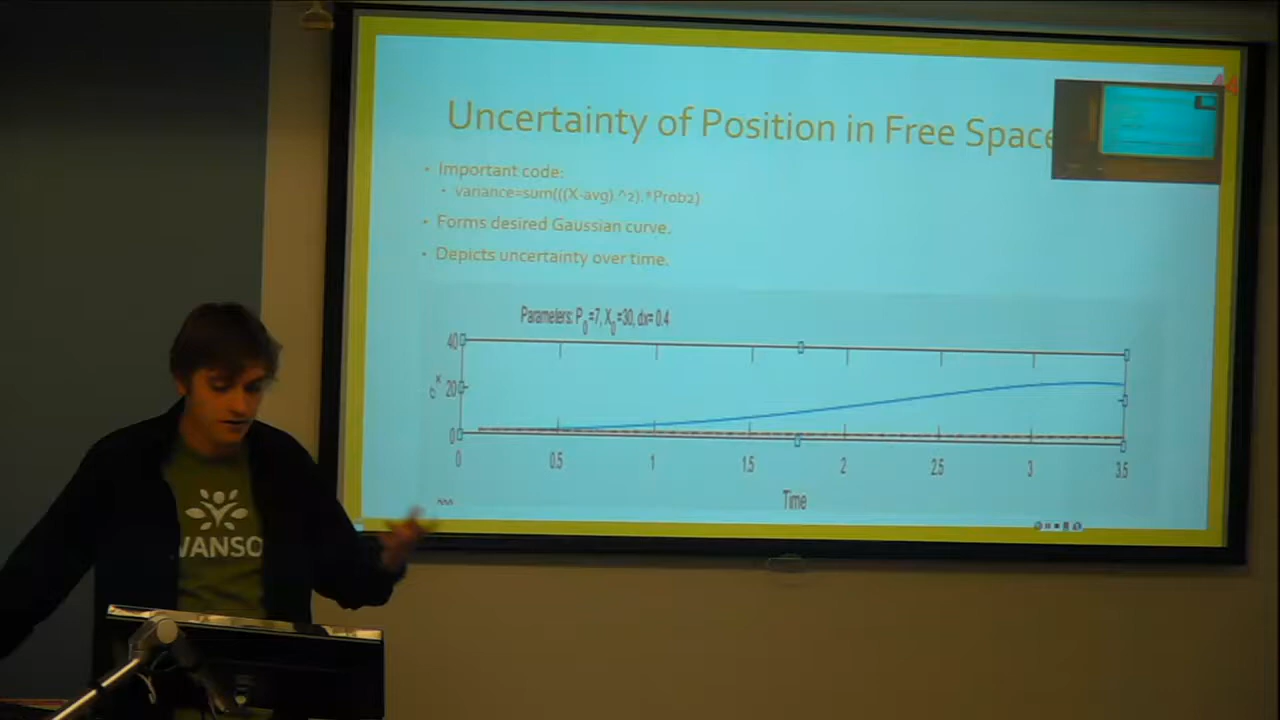 Uncertainty of Position in Free Space
• Important code:
• variance=sum(((X-avg).^2).*Prob2)
• Forms desired Gaussian curve.
• Depicts uncertainty over time.
Parameters: P0=7, X0=30, dx= 0.4
40
20
0
0 0.5 1 1.5 2 2.5 3 3.5
Time
VANSO